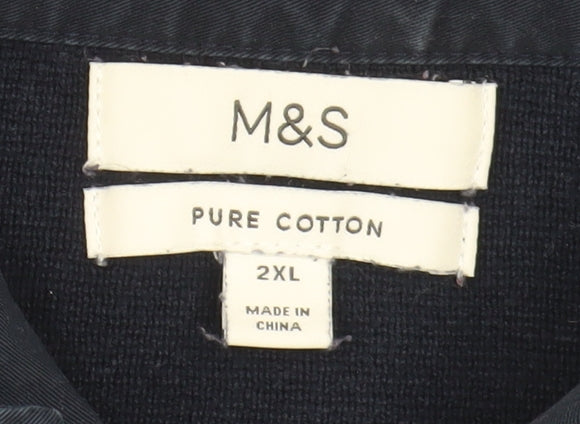 M&S
PURE COTTON
2XL
MADE IN
CHINA